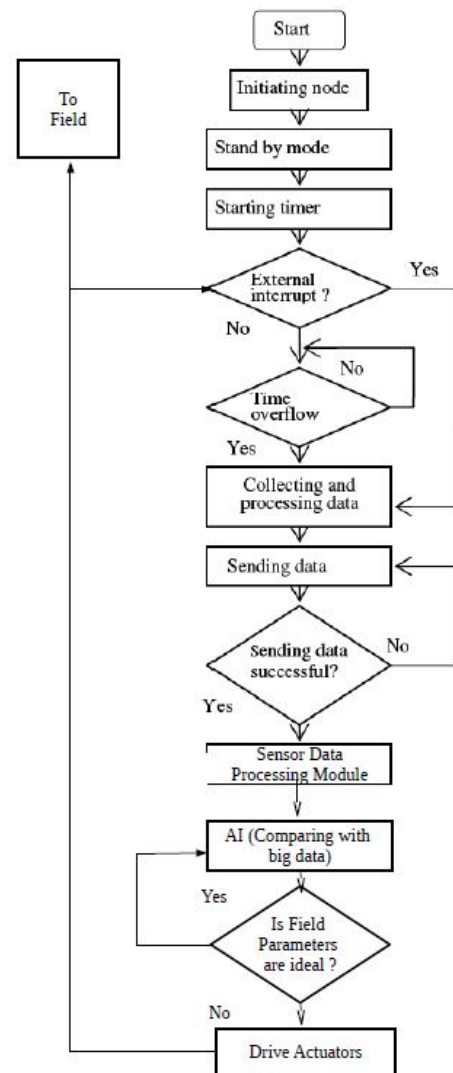 Start
To
Field
Initiating node
Stand by mode
Starting timer
External
interrupt ?
Yes
No
No
Time
overflow
Yes
Collecting and
processing data
Sending data
Sending data
successful?
No
Yes
Sensor Data
Processing Module
AI (Comparing with
big data)
Yes
Is Field
Parameters
are ideal ?
No
Drive Actuators